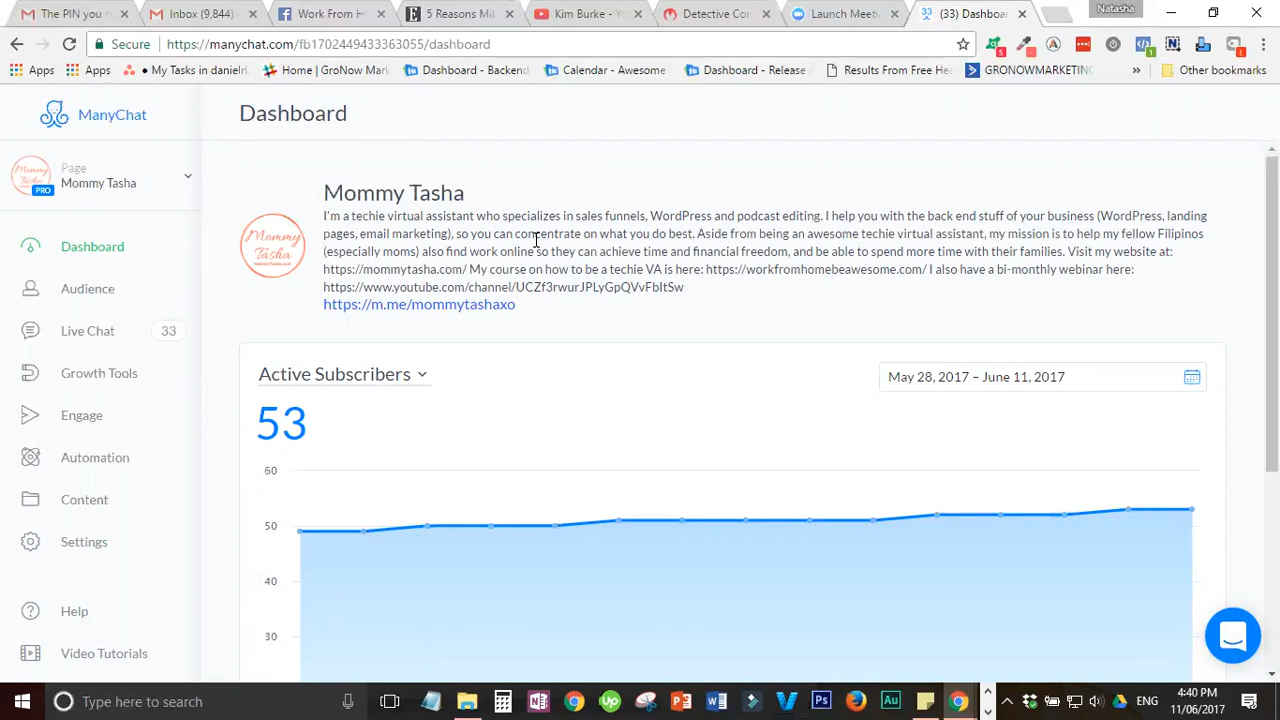 The PIN you m
Inbox (9,844)
Work From H
5 Reasons Mil
Kim Burke - Y
Detective Cor
Launch Meeti
(33) Dashboar
Natasha
Secure
https://manychat.com/fb1702449433363055/dashboard
Apps
Apps
My Tasks in danielr
Home | GroNow Mark
Dashboard - Backend
Calendar - Awesome
Dashboard - Release
Results From Free Hea
GRONOWMARKETING
Other bookmarks
ManyChat
Dashboard
Page
Mommy Tasha
PRO
Mommy Tasha
I'm a techie virtual assistant who specializes in sales funnels, WordPress and podcast editing. I help you with the back end stuff of your business (WordPress, landing
pages, email marketing), so you can concentrate on what you do best. Aside from being an awesome techie virtual assistant, my mission is to help my fellow Filipinos
(especially moms) also find work online so they can achieve time and financial freedom, and be able to spend more time with their families. Visit my website at:
https://mommytasha.com/ My course on how to be a techie VA is here: https://workfromhomebeawesome.com/ I also have a bi-monthly webinar here:
https://www.youtube.com/channel/UCZf3rwurJPLyGpQVvFbItSw
https://m.me/mommytashaxo
Mommy
Tasha
MommyTasha.com
Dashboard
Audience
Live Chat
33
Growth Tools
Engage
Automation
Content
Settings
Help
Video Tutorials
Active Subscribers
May 28, 2017 – June 11, 2017
53
60
50
40
30
Type here to search
ENG
4:40 PM
11/06/2017